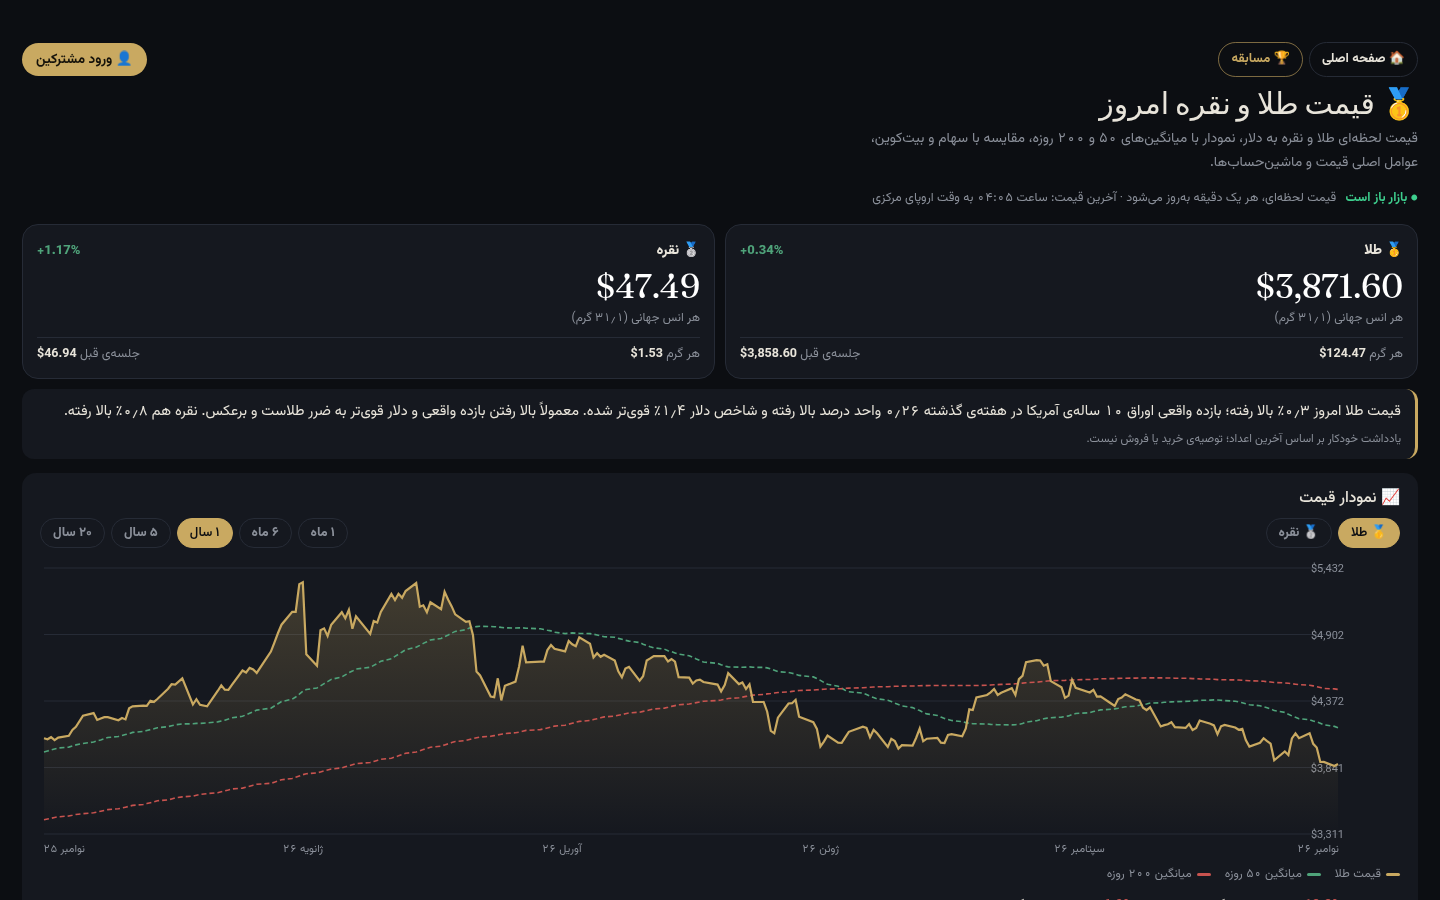 🏠 صفحه اصلی
🏆 مسابقه
👤 ورود مشترکین
🥇 قیمت طلا و نقره امروز
قیمت لحظه‌ای طلا و نقره به دلار، نمودار با میانگین‌های ۵۰ و ۲۰۰ روزه، مقایسه با سهام و بیت‌کوین،
عوامل اصلی قیمت و ماشین‌حساب‌ها.
● بازار باز است قیمت لحظه‌ای، هر یک دقیقه به‌روز می‌شود · آخرین قیمت: ساعت ۰۴:۰۵ به وقت اروپای مرکزی
🥇 طلا
+0.34%
$3,871.60
هر انس جهانی (۳۱٫۱ گرم)
هر گرم $124.47
جلسه‌ی قبل $3,858.60
🥈 نقره
+1.17%
$47.49
هر انس جهانی (۳۱٫۱ گرم)
هر گرم $1.53
جلسه‌ی قبل $46.94
قیمت طلا امروز ۰٫۳٪ بالا رفته؛ بازده واقعی اوراق ۱۰ ساله‌ی آمریکا در هفته‌ی گذشته ۰٫۲۶ واحد درصد بالا رفته و شاخص دلار ۱٫۴٪ قوی‌تر شده. معمولاً بالا رفتن بازده واقعی و دلار قوی‌تر به ضرر طلاست و برعکس. نقره هم ۰٫۸٪ بالا رفته.
یادداشت خودکار بر اساس آخرین اعداد؛ توصیه‌ی خرید یا فروش نیست.
📈 نمودار قیمت
🥇 طلا
🥈 نقره
۱ ماه
۶ ماه
۱ سال
۵ سال
۲۰ سال
$5,432
$4,902
$4,372
$3,841
$3,311
نوامبر ۲۵
ژانویه ۲۶
آوریل ۲۶
ژوئن ۲۶
سپتامبر ۲۶
نوامبر ۲۶
قیمت طلا
میانگین ۵۰ روزه
میانگین ۲۰۰ روزه